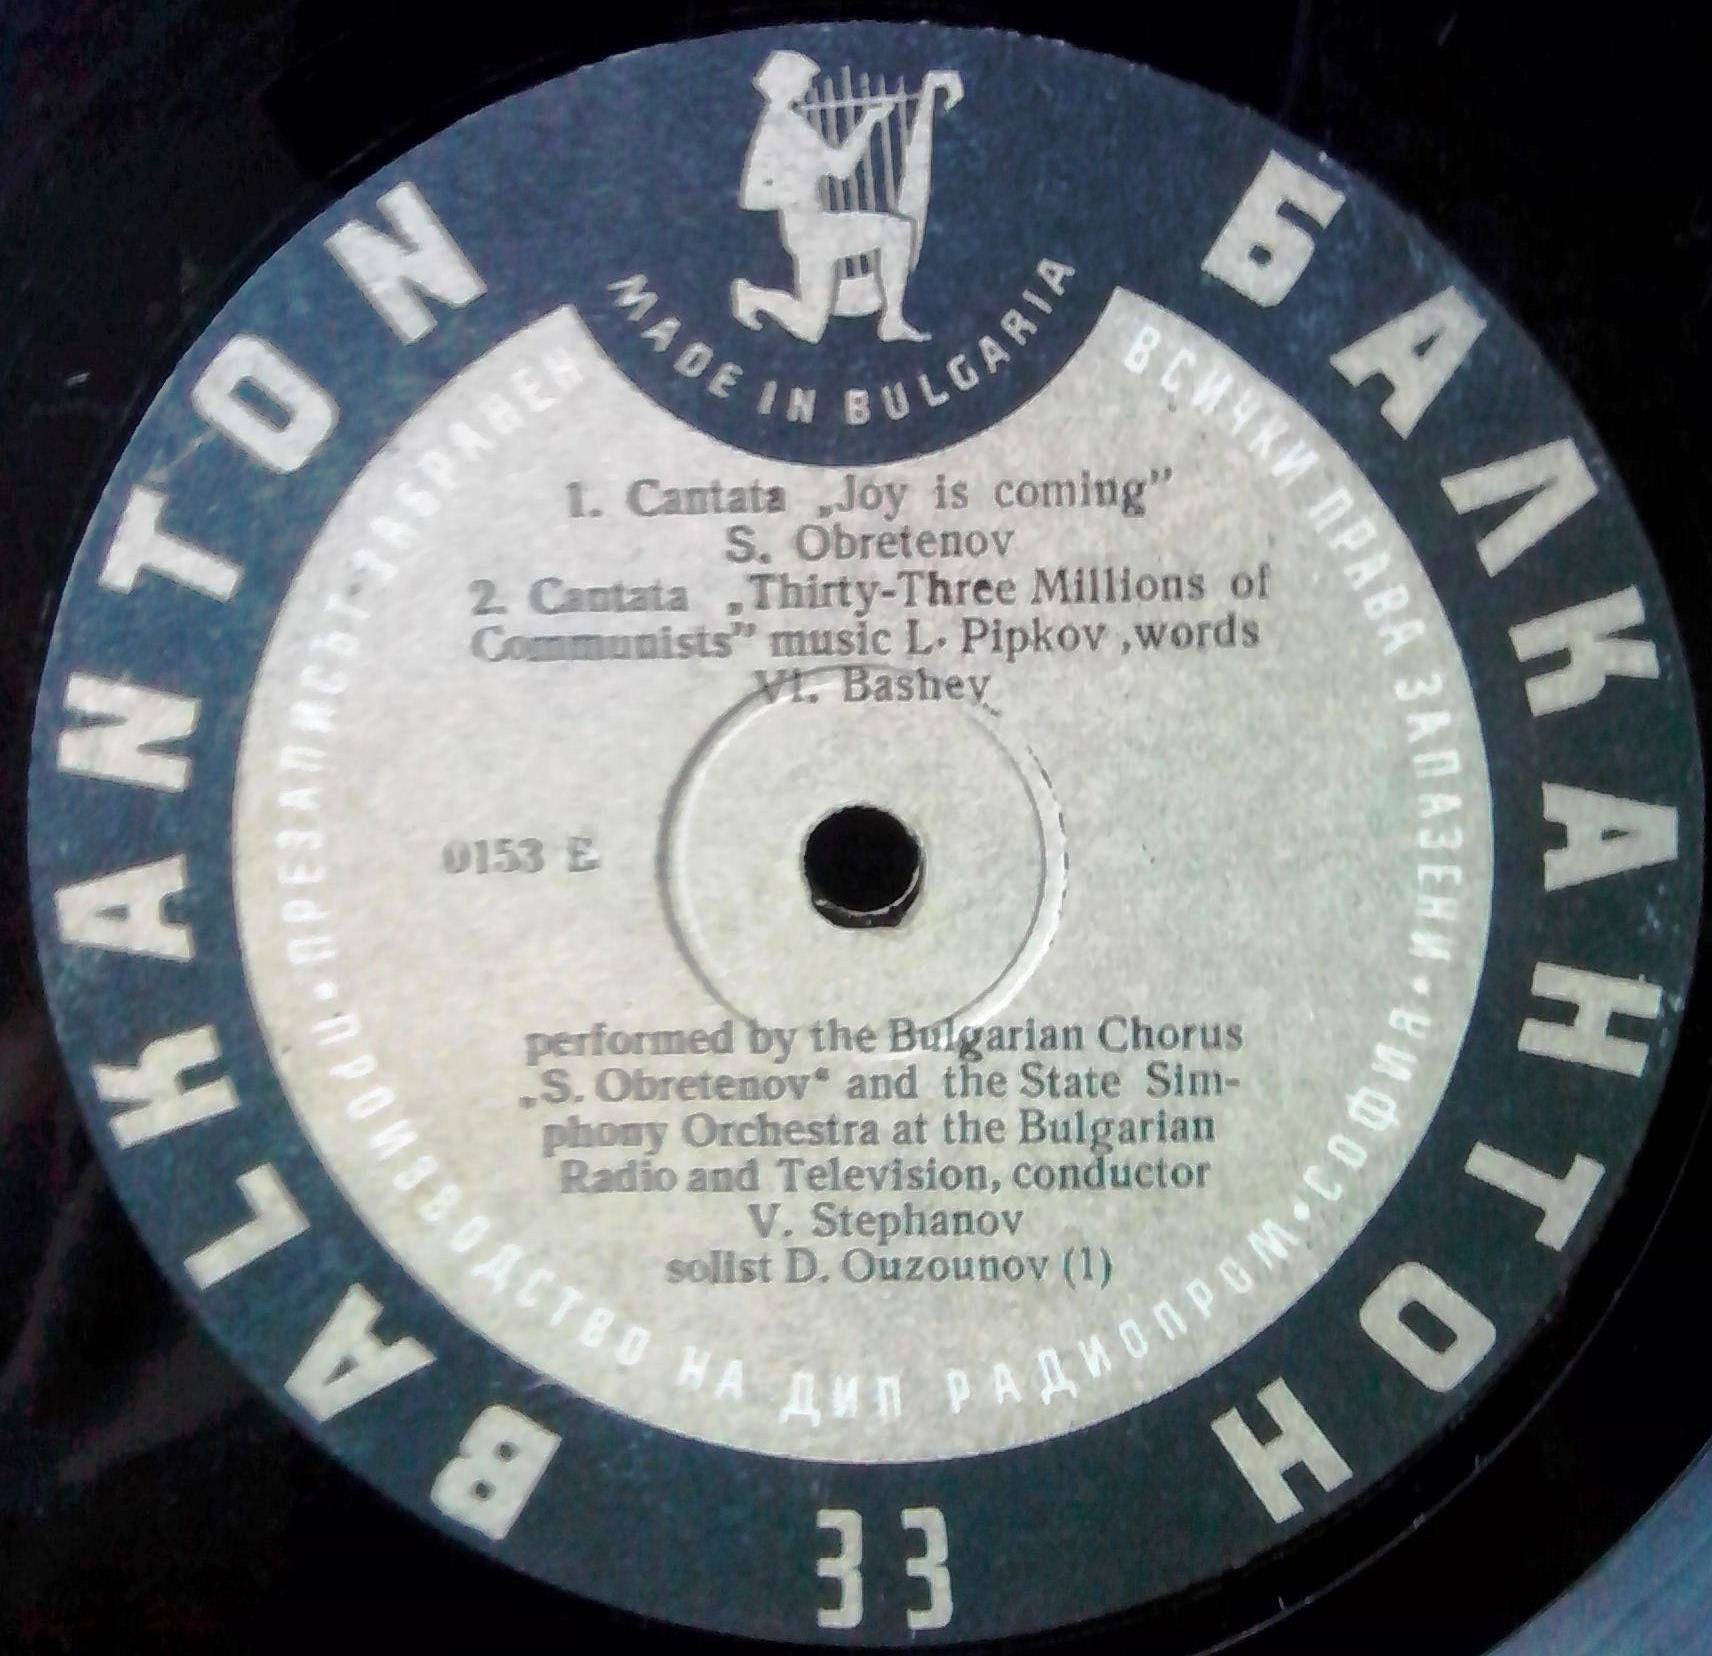 BALKANTON
БАЛКАНТОН
MADE IN BULGARIA
ВСИЧКИ ПРАВА ЗАПАЗЕНИ • СОФИЯ •
ПРОИЗВОДСТВО НА ДИП РАДИОПРОМ •
ПРЕЗАПИСЪТ ЗАБРАНЕН
1. Cantata „Joy is coming”
S. Obretenov
2. Cantata „Thirty-Three Millions of
Communists” music L. Pipkov ,words
Vl. Bashev
0153 E
performed by the Bulgarian Chorus
„S. Obretenov“ and the State Sim-
phony Orchestra at the Bulgarian
Radio and Television, conductor
V. Stephanov
solist D. Ouzounov (1)
33